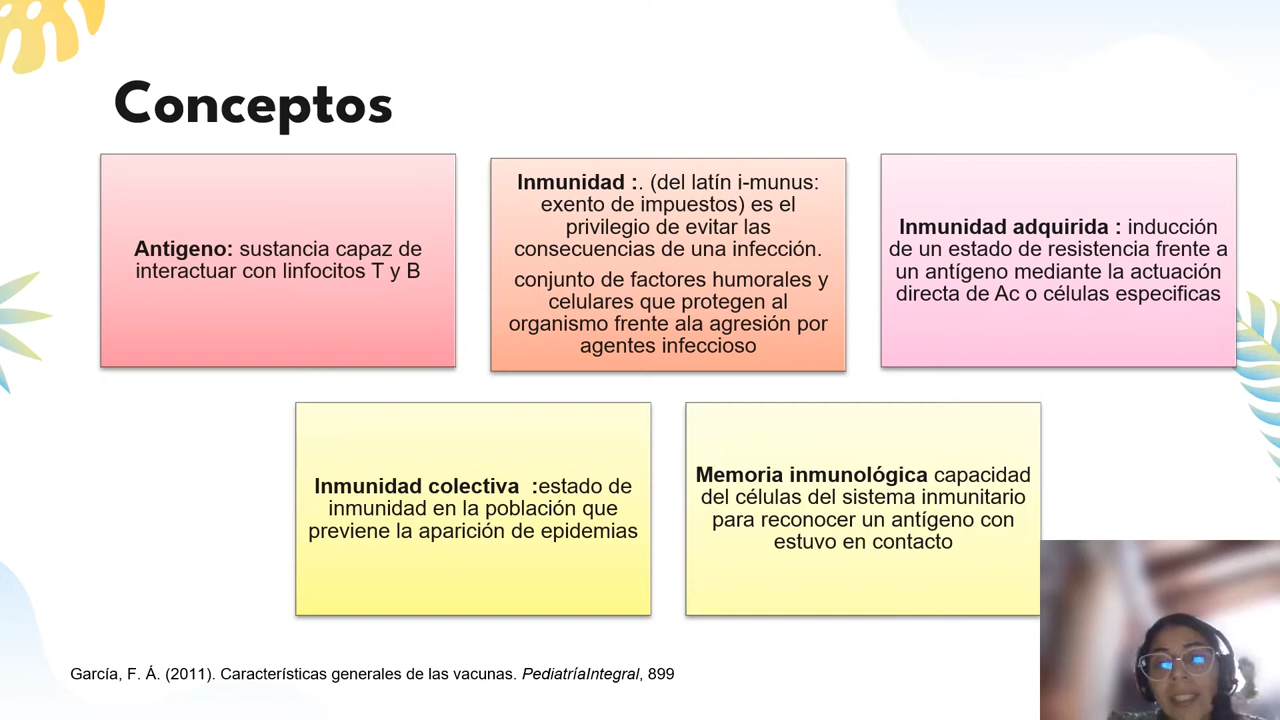 Conceptos
Antigeno: sustancia capaz de
interactuar con linfocitos T y B
Inmunidad :. (del latín i-munus:
exento de impuestos) es el
privilegio de evitar las
consecuencias de una infección.
conjunto de factores humorales y
celulares que protegen al
organismo frente ala agresión por
agentes infeccioso
Inmunidad adquirida : inducción
de un estado de resistencia frente a
un antígeno mediante la actuación
directa de Ac o células especificas
Inmunidad colectiva :estado de
inmunidad en la población que
previene la aparición de epidemias
Memoria inmunológica capacidad
del células del sistema inmunitario
para reconocer un antígeno con
estuvo en contacto
García, F. Á. (2011). Características generales de las vacunas. PediatríaIntegral, 899